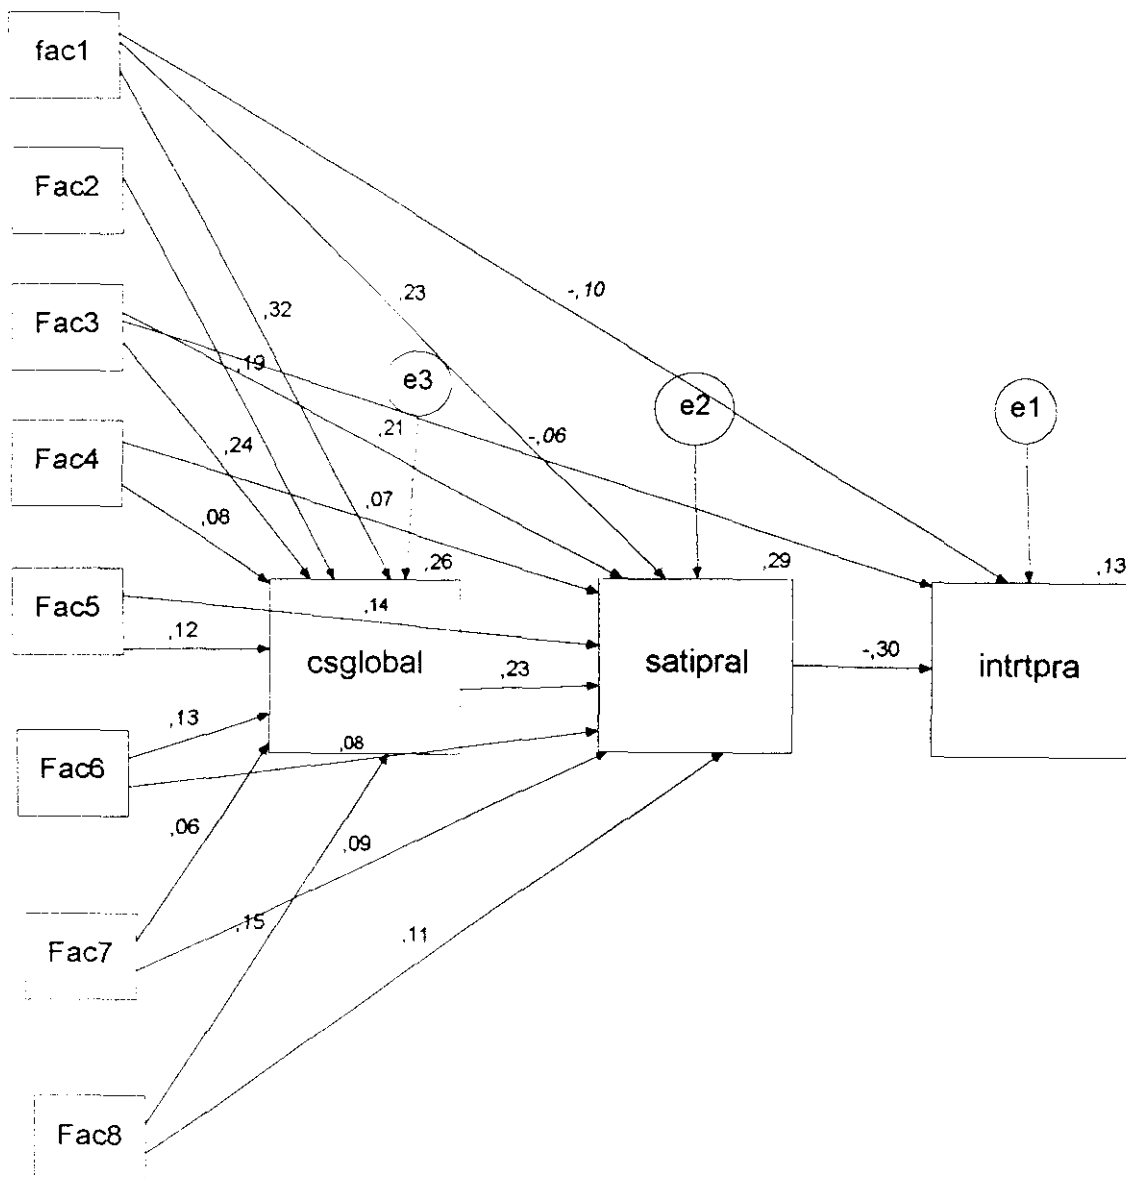 fac1
Fac2
Fac3
Fac4
Fac5
Fac6
Fac7
Fac8
-,10
,23
,32
,19
e3
e2
e1
,21
-,06
,24
,07
,08
,26
,29
,13
,14
,12
csglobal
,23
satipral
-,30
intrtpra
,13
,08
,06
,09
,15
,11